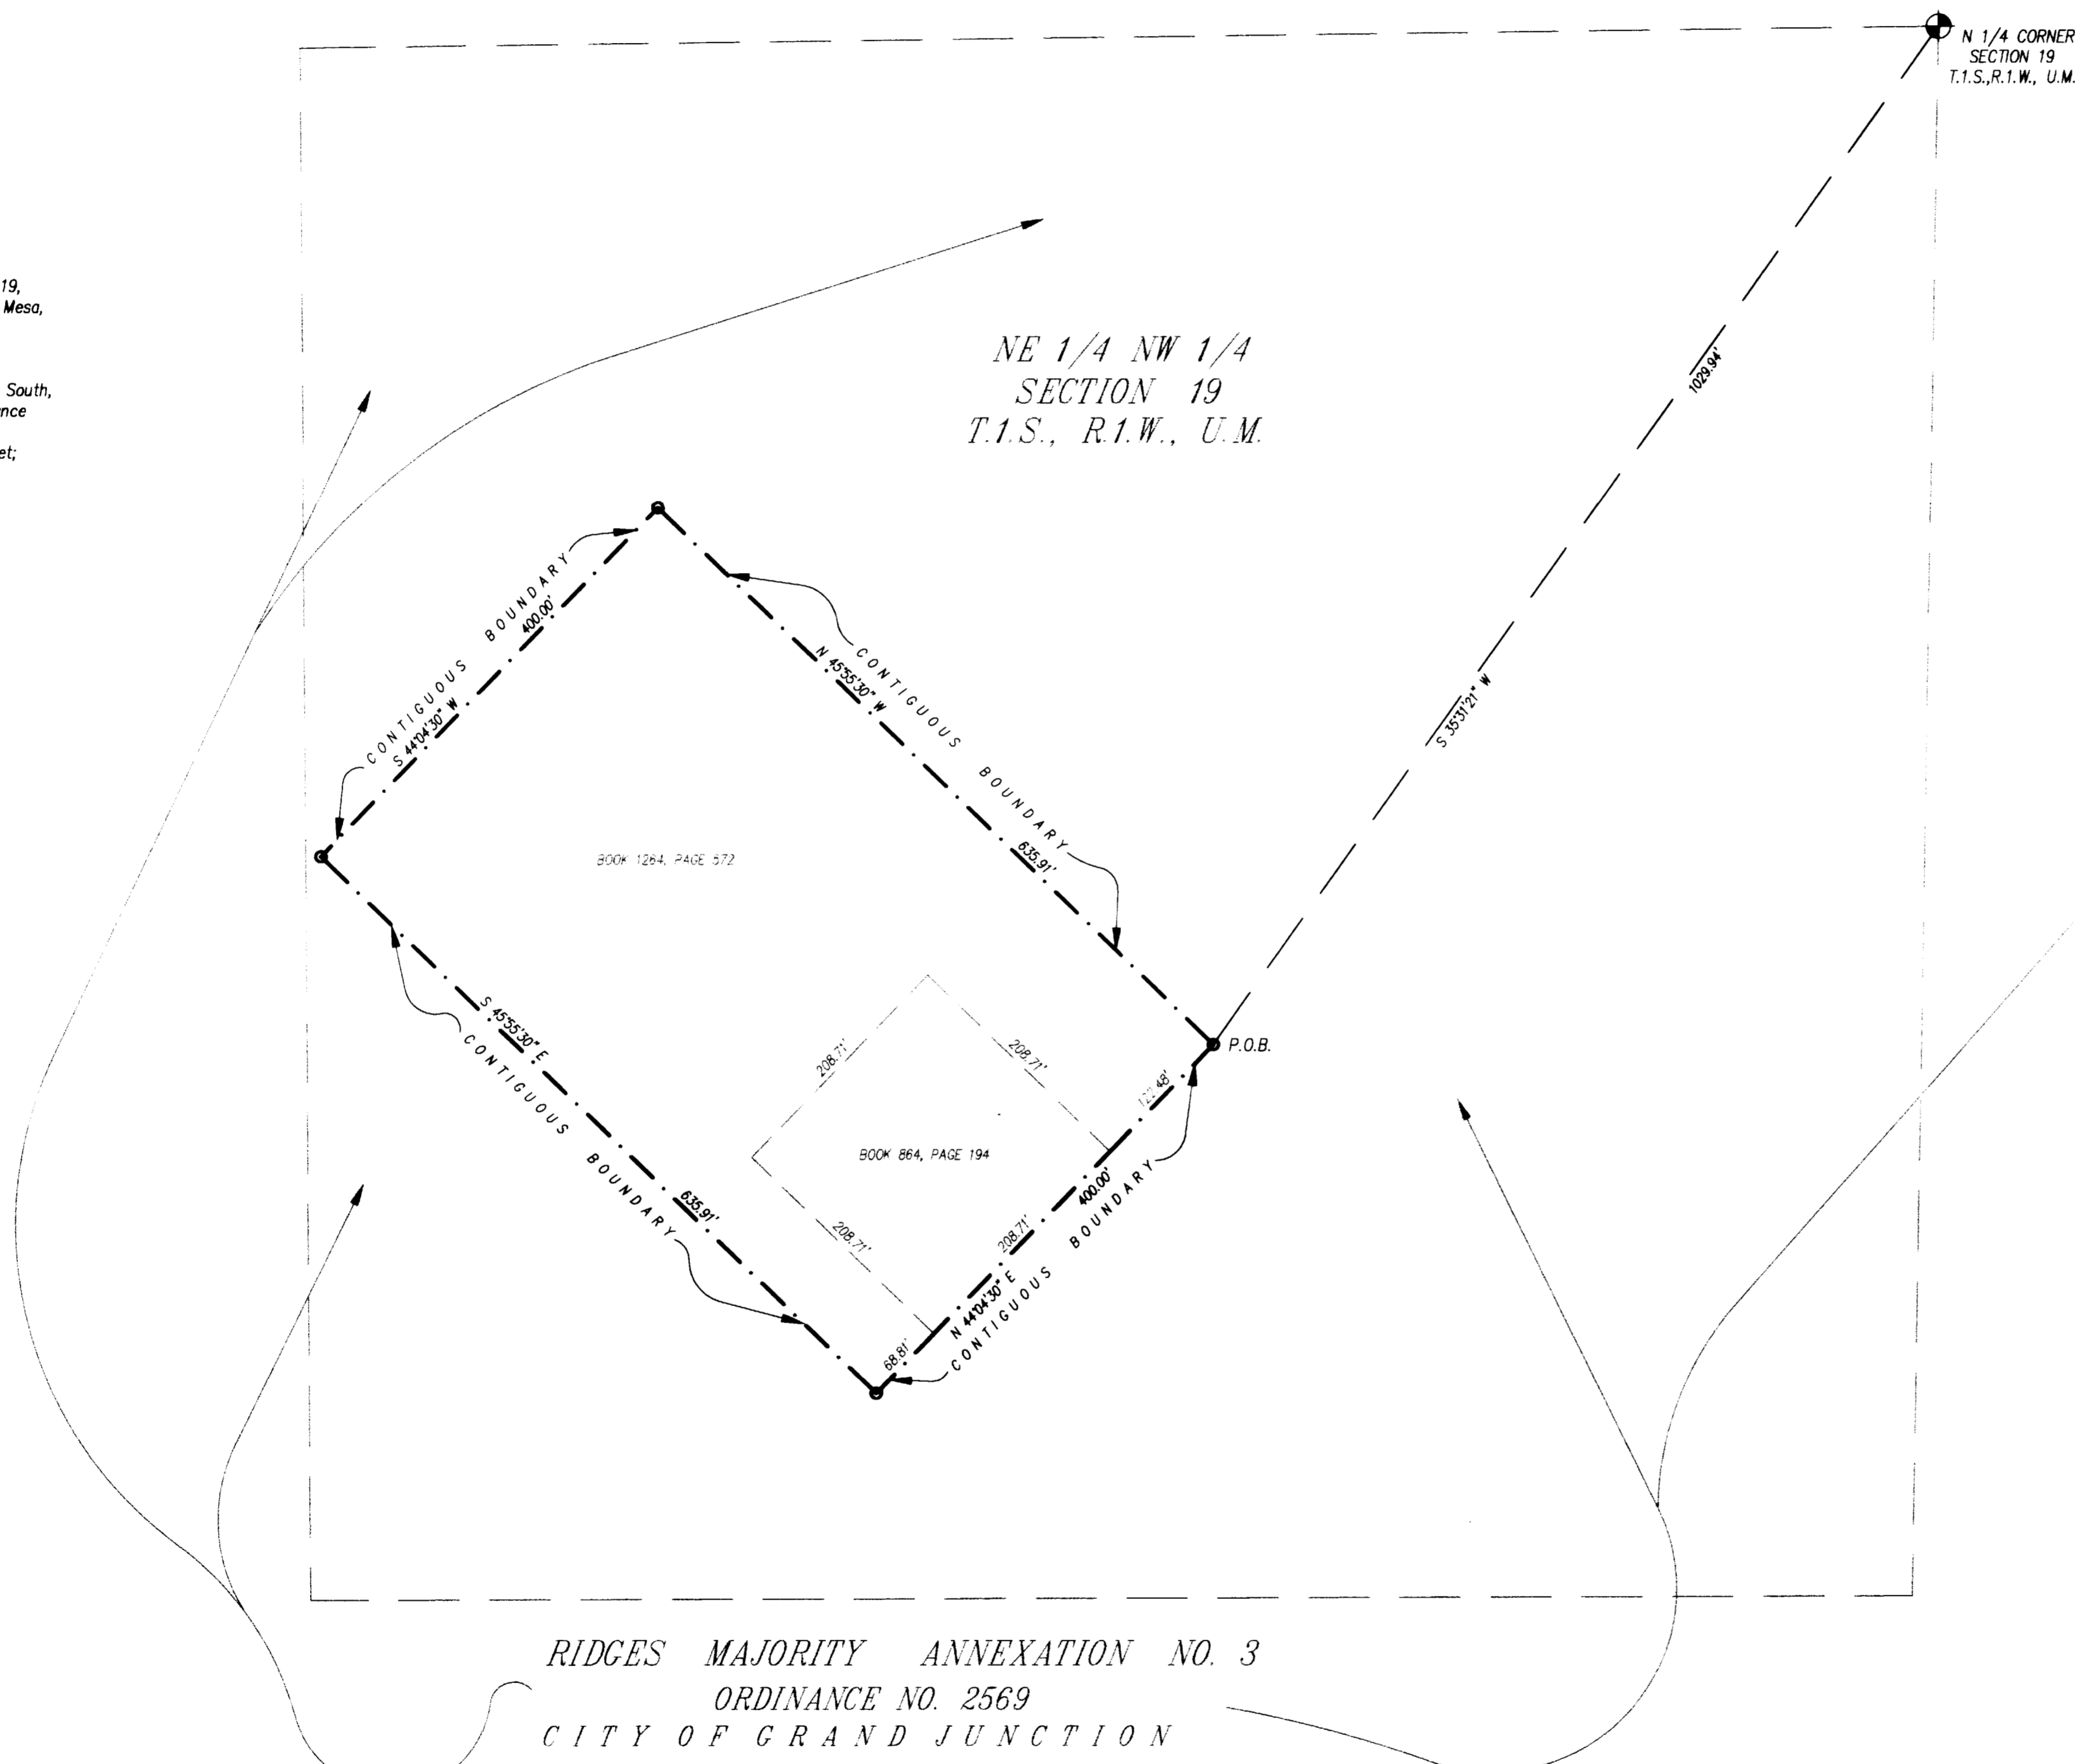 N 1/4 CORNER
SECTION 19
T.1.S.,R.1.W., U.M.
19,
Mesa,
South,
nce
et;
NE 1/4 NW 1/4
SECTION 19
T.1.S., R.1.W., U.M.
1029.94'
S 35°31'21" W
CONTIGUOUS BOUNDARY
400.00'
S 44°04'30" W
CONTIGUOUS BOUNDARY
N 45°55'30" W
635.91'
BOOK 1264, PAGE 572
P.O.B.
S 45°55'30" E
CONTIGUOUS BOUNDARY
635.91'
208.71'
208.71'
208.71'
BOOK 864, PAGE 194
400.00'
208.71'
N 44°04'30" E
CONTIGUOUS BOUNDARY
68.81'
RIDGES MAJORITY ANNEXATION NO. 3
ORDINANCE NO. 2569
CITY OF GRAND JUNCTION